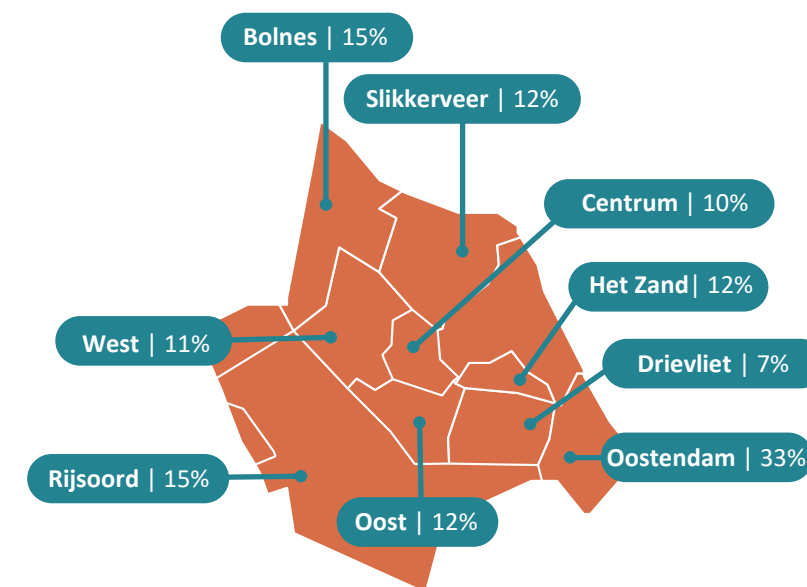 Bolnes | 15%
Slikkerveer | 12%
Centrum | 10%
Het Zand| 12%
West | 11%
Drievliet | 7%
Oostendam | 33%
Rijsoord | 15%
Oost | 12%